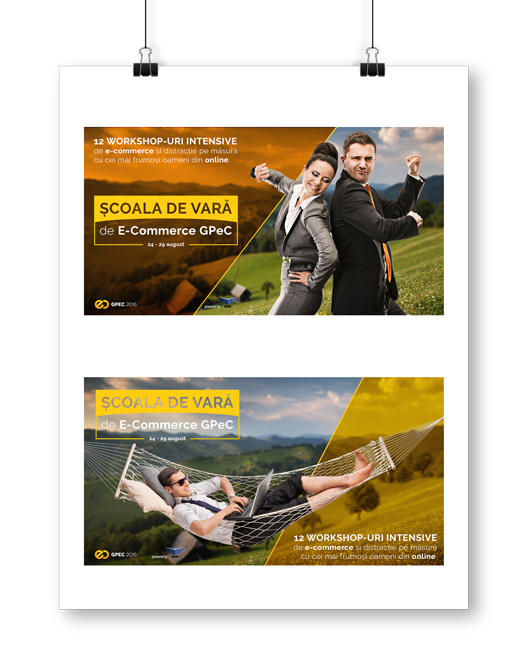 12 WORKSHOP-URI INTENSIVE
de e-commerce și distracție pe măsură
cu cei mai frumoși oameni din online
ȘCOALA DE VARĂ
de E-Commerce GPeC
24 - 29 august
GPEC 2016
powered by
ȘCOALA DE VARĂ
de E-Commerce GPeC
24 - 29 august
12 WORKSHOP-URI INTENSIVE
de e-commerce și distracție pe măsură
cu cei mai frumoși oameni din online
GPEC 2016
powered by